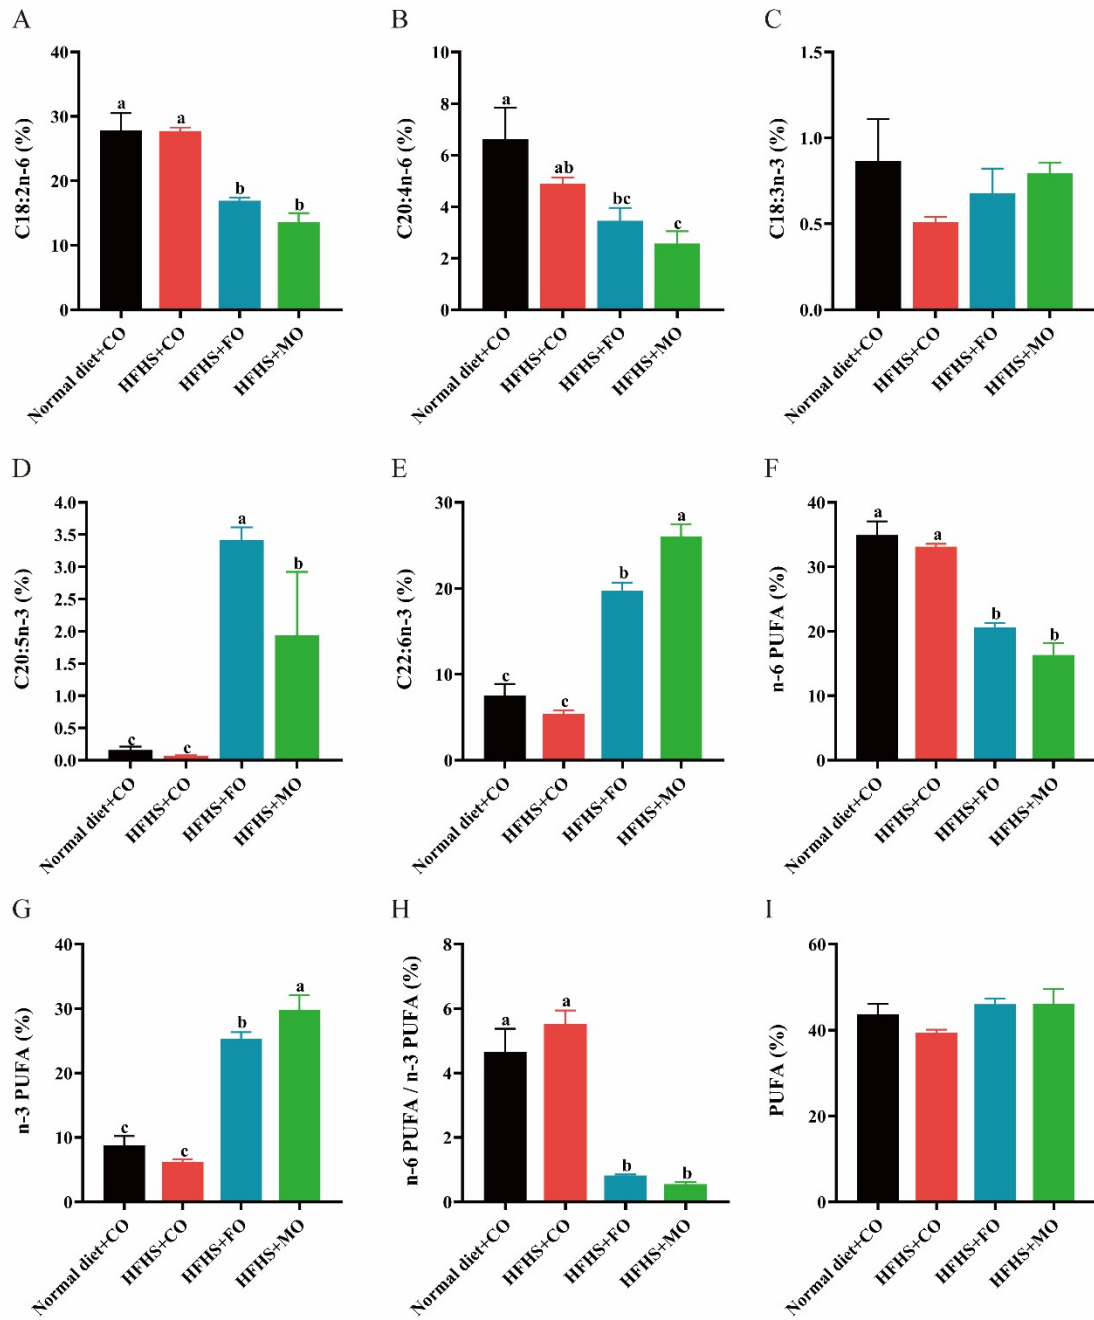 A
C18:2n-6 (%)
40
30
20
10
0
a
a
b
b
Normal diet+CO
HFHS+CO
HFHS+FO
HFHS+MO
B
C20:4n-6 (%)
10
8
6
4
2
0
a
ab
bc
c
Normal diet+CO
HFHS+CO
HFHS+FO
HFHS+MO
C
C18:3n-3 (%)
1.5
1.0
0.5
0.0
Normal diet+CO
HFHS+CO
HFHS+FO
HFHS+MO
D
C20:5n-3 (%)
4.0
3.5
3.0
2.5
2.0
1.5
1.0
0.5
0.0
c
c
a
b
Normal diet+CO
HFHS+CO
HFHS+FO
HFHS+MO
E
C22:6n-3 (%)
30
20
10
0
c
c
b
a
Normal diet+CO
HFHS+CO
HFHS+FO
HFHS+MO
F
n-6 PUFA (%)
40
30
20
10
0
a
a
b
b
Normal diet+CO
HFHS+CO
HFHS+FO
HFHS+MO
G
n-3 PUFA (%)
40
30
20
10
0
c
c
b
a
Normal diet+CO
HFHS+CO
HFHS+FO
HFHS+MO
H
n-6 PUFA / n-3 PUFA (%)
8
6
4
2
0
a
a
b
b
Normal diet+CO
HFHS+CO
HFHS+FO
HFHS+MO
I
PUFA (%)
60
40
20
0
Normal diet+CO
HFHS+CO
HFHS+FO
HFHS+MO